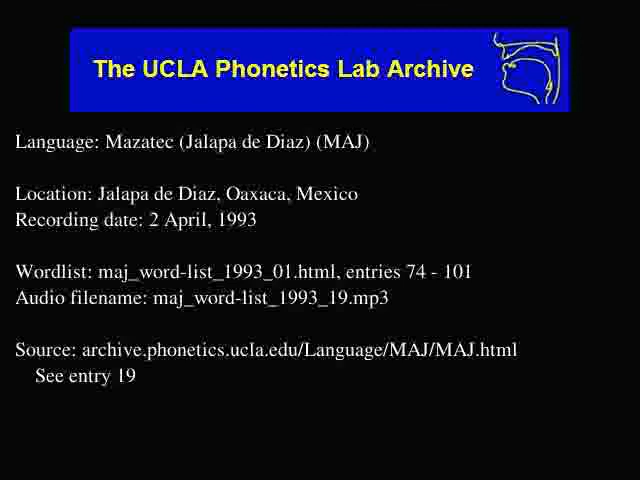 The UCLA Phonetics Lab Archive
Language: Mazatec (Jalapa de Diaz) (MAJ)
Location: Jalapa de Diaz, Oaxaca, Mexico
Recording date: 2 April, 1993
Wordlist: maj_word-list_1993_01.html, entries 74 - 101
Audio filename: maj_word-list_1993_19.mp3
Source: archive.phonetics.ucla.edu/Language/MAJ/MAJ.html
See entry 19